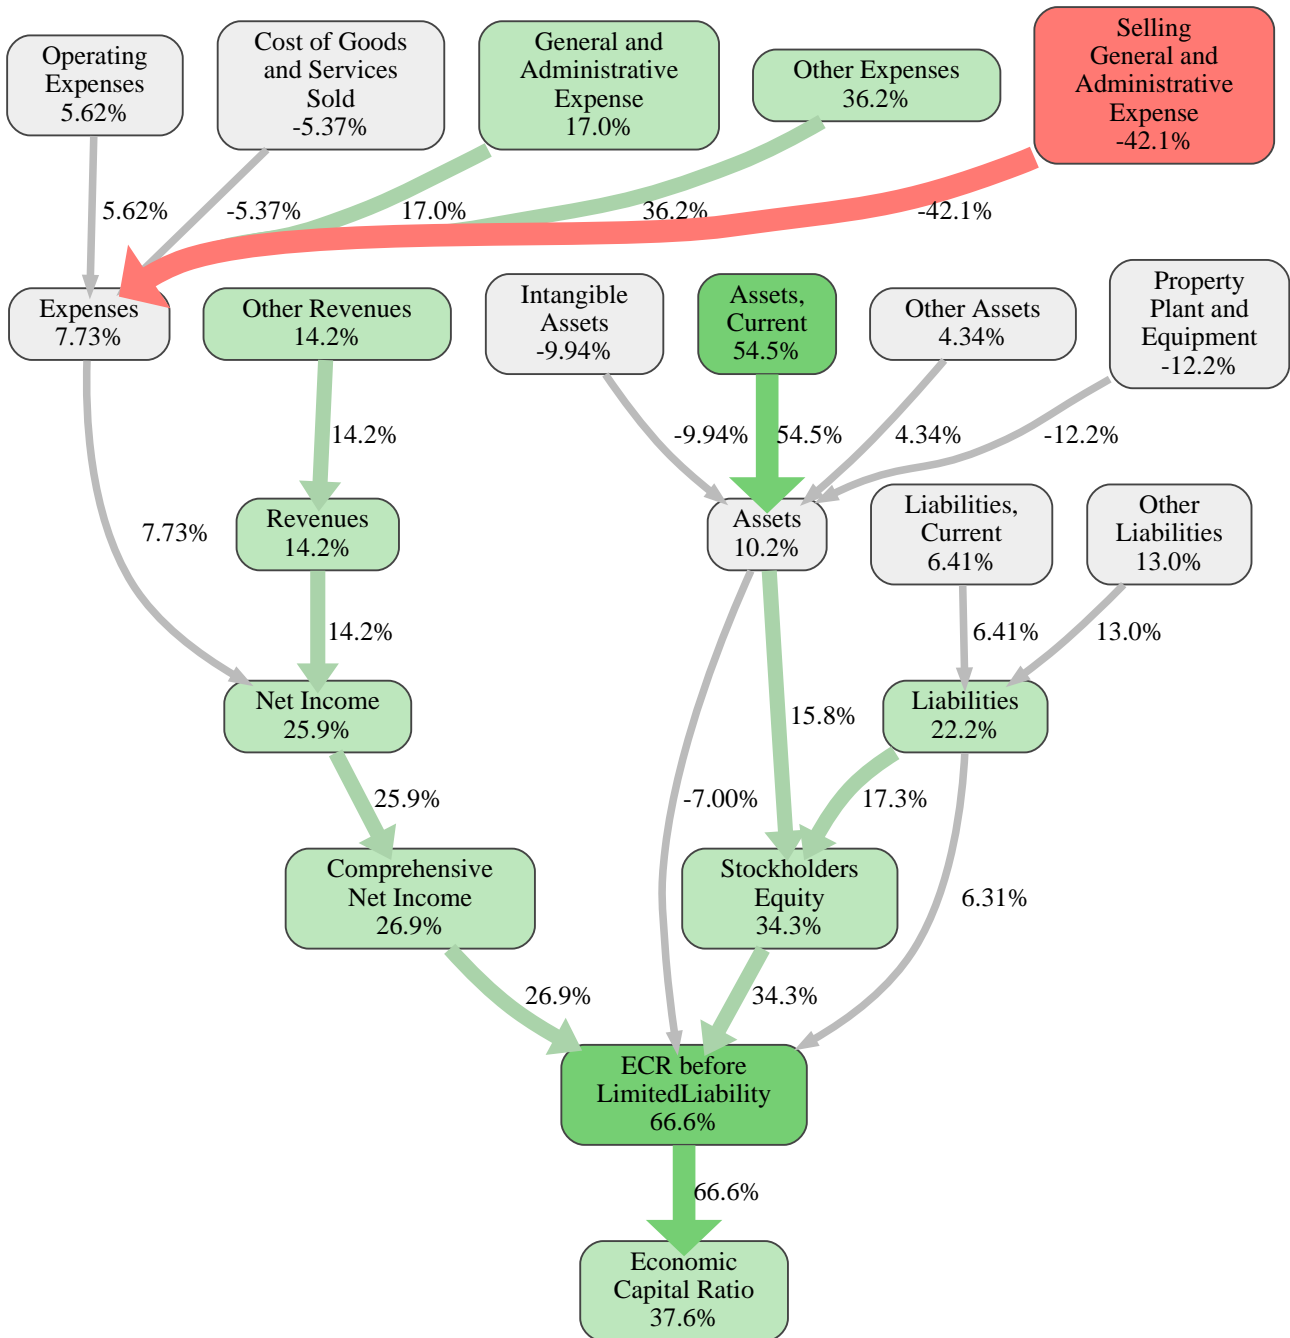 Operating
Expenses
5.62%
Cost of Goods
and Services
Sold
-5.37%
General and
Administrative
Expense
17.0%
Other Expenses
36.2%
Selling
General and
Administrative
Expense
-42.1%
5.62%
-5.37%
17.0%
36.2%
-42.1%
Expenses
7.73%
Other Revenues
14.2%
Intangible
Assets
-9.94%
Assets,
Current
54.5%
Other Assets
4.34%
Property
Plant and
Equipment
-12.2%
14.2%
-9.94%
54.5%
4.34%
-12.2%
7.73%
Revenues
14.2%
Assets
10.2%
Liabilities,
Current
6.41%
Other
Liabilities
13.0%
14.2%
6.41%
13.0%
Net Income
25.9%
15.8%
Liabilities
22.2%
25.9%
-7.00%
17.3%
Comprehensive
Net Income
26.9%
Stockholders
Equity
34.3%
6.31%
26.9%
34.3%
ECR before
LimitedLiability
66.6%
66.6%
Economic
Capital Ratio
37.6%